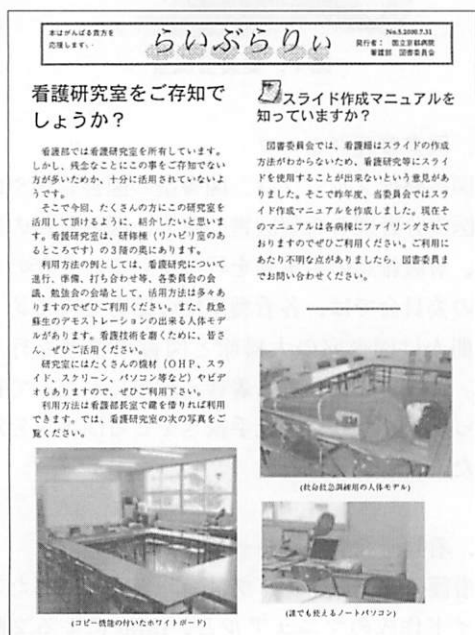 本はがんばる貴方を
応援します。
らいぶらりぃ
No.5.2000.7.31
発行者： 国立京都病院
看護部 図書委員会
看護研究室をご存知で
しょうか？
看護部では看護研究室を所有しています。
しかし、残念なことにこの事をご存知でない
方が多いためか、十分に活用されていないよ
うです。
そこで今回、たくさんの方にこの研究室を
活用して頂けるように、紹介したいと思いま
す。看護研究室は、研修棟（リハビリ室のあ
るところです）の３階の奥にあります。
利用方法の例としては、看護研究について
進行、準備、打ち合わせ等、各委員会の会
議、勉強会の会場として、活用方法は多々あ
りますのでぜひご利用ください。また、救急
蘇生のデモストレーションの出来る人体モデ
ルがあります。看護技術を磨くために、皆さ
ん、ぜひご活用ください。
研究室にはたくさんの機材（ＯＨＰ、スラ
イド、スクリーン、パソコン等など）やビデ
オもありますので、ぜひご利用下さい。
利用方法は看護部長室で鍵を借りれば利用
できます。では、看護研究室の次の写真をご
覧ください。
(コピー機能の付いたホワイトボード)
スライド作成マニュアルを
知っていますか？
図書委員会では、看護婦はスライドの作成
方法がわからないため、看護研究等にスライ
ドを使用することが出来ないという意見があ
りました。そこで昨年度、当委員会ではスラ
イド作成マニュアルを作成しました。現在そ
のマニュアルは各病棟にファイリングされて
おりますのでぜひご利用ください。ご利用に
あたり不明な点がありましたら、図書委員ま
でお問い合わせください。
(救命救急訓練用の人体モデル)
(誰でも使えるノートパソコン)